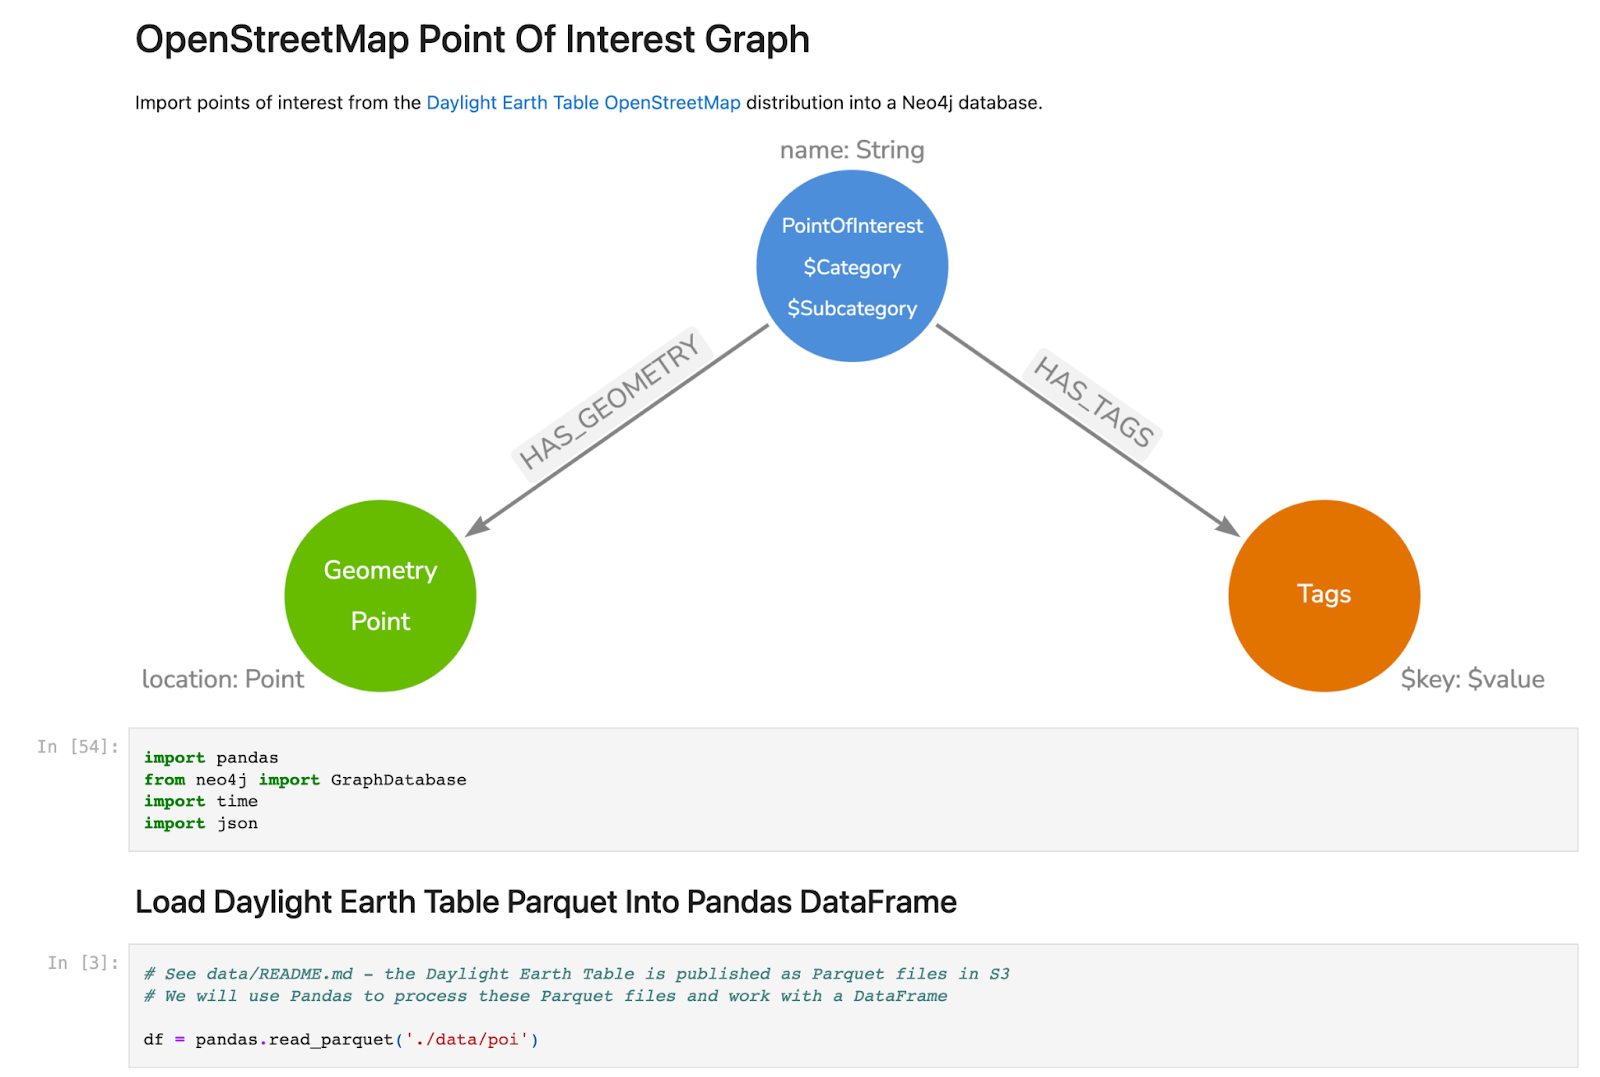 OpenStreetMap Point Of Interest Graph
Import points of interest from the Daylight Earth Table OpenStreetMap distribution into a Neo4j database.
name: String
PointOfInterest
$Category
$Subcategory
HAS_GEOMETRY
HAS_TAGS
Geometry
Point
Tags
location: Point
$key: $value
In [54]:
import pandas
from neo4j import GraphDatabase
import time
import json
Load Daylight Earth Table Parquet Into Pandas DataFrame
In [3]:
# See data/README.md - the Daylight Earth Table is published as Parquet files in S3
# We will use Pandas to process these Parquet files and work with a DataFrame
df = pandas.read_parquet('./data/poi')